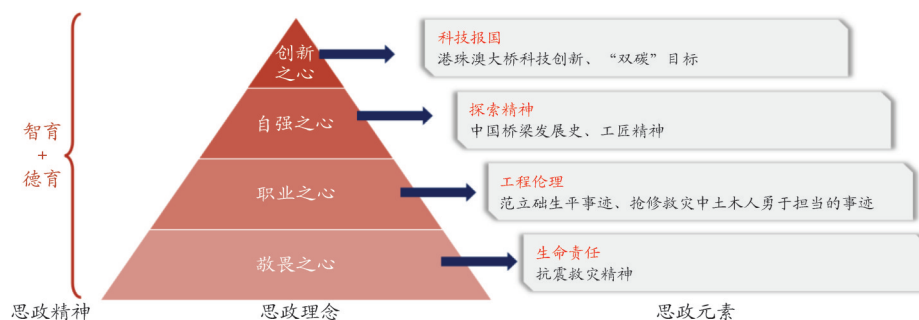 智育
+
德育
创新
之心
自强之心
职业之心
敬畏之心
科技报国
港珠澳大桥科技创新、“双碳”目标
探索精神
中国桥梁发展史、工匠精神
工程伦理
范立础生平事迹、抢修救灾中土木人勇于担当的事迹
生命责任
抗震救灾精神
思政精神
思政理念
思政元素